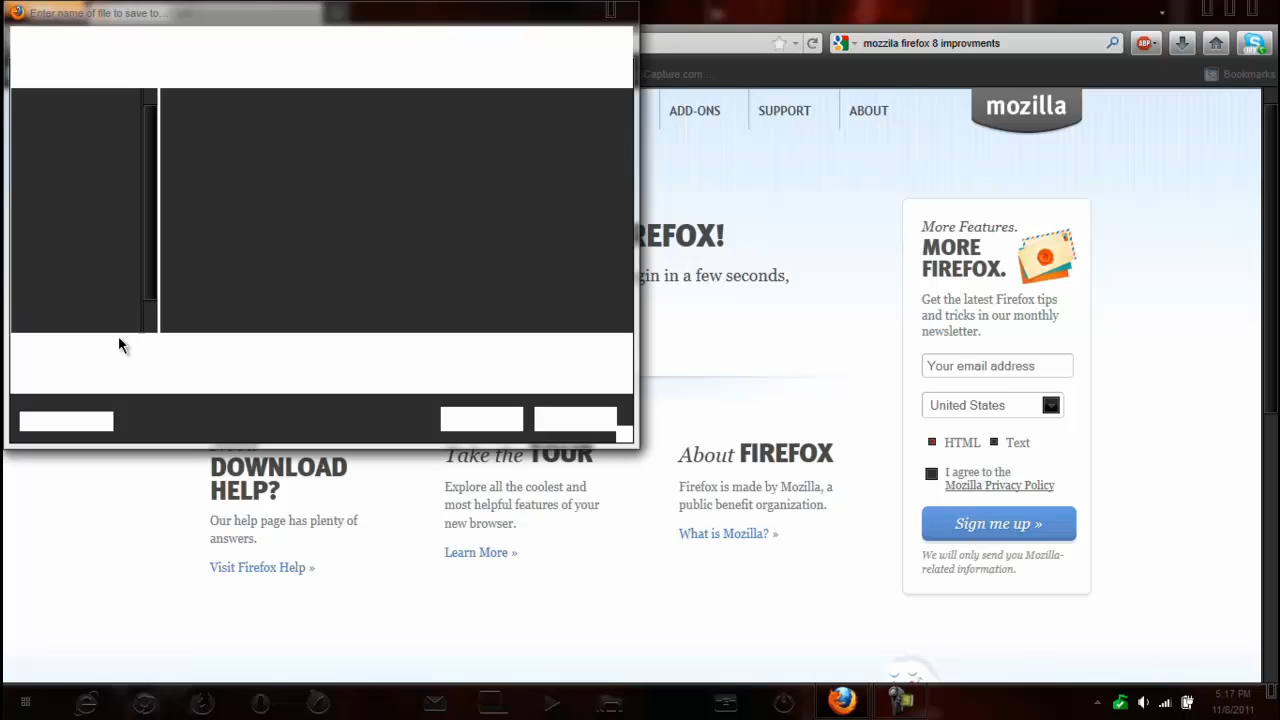 Enter name of file to save to...
mozzila firefox 8 improvments
ABP
Capture.com ...
Bookmarks
ADD-ONS
SUPPORT
ABOUT
mozilla
REFOX!
gin in a few seconds,
More Features.
MORE
FIREFOX.
Get the latest Firefox tips
and tricks in our monthly
newsletter.
Your email address
United States
HTML
Text
I agree to the
Mozilla Privacy Policy
Sign me up »
We will only send you Mozilla-
related information.
DOWNLOAD
HELP?
Our help page has plenty of
answers.
Visit Firefox Help »
Take the TOUR
Explore all the coolest and
most helpful features of your
new browser.
Learn More »
About FIREFOX
Firefox is made by Mozilla, a
public benefit organization.
What is Mozilla? »
5:17 PM
11/8/2011